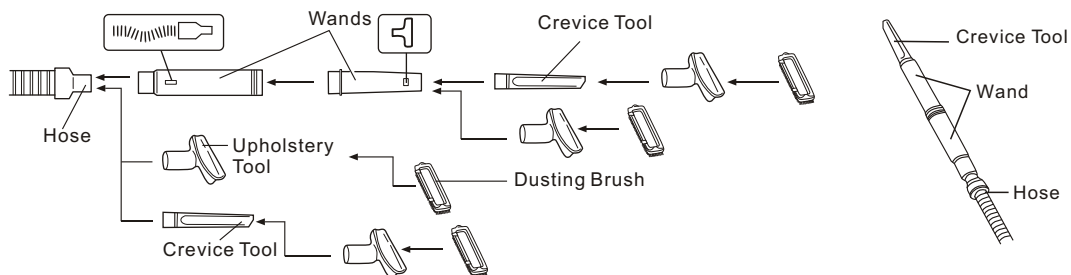 Wands
Crevice Tool
Crevice Tool
Wand
Hose
Upholstery
Tool
Dusting Brush
Hose
Crevice Tool